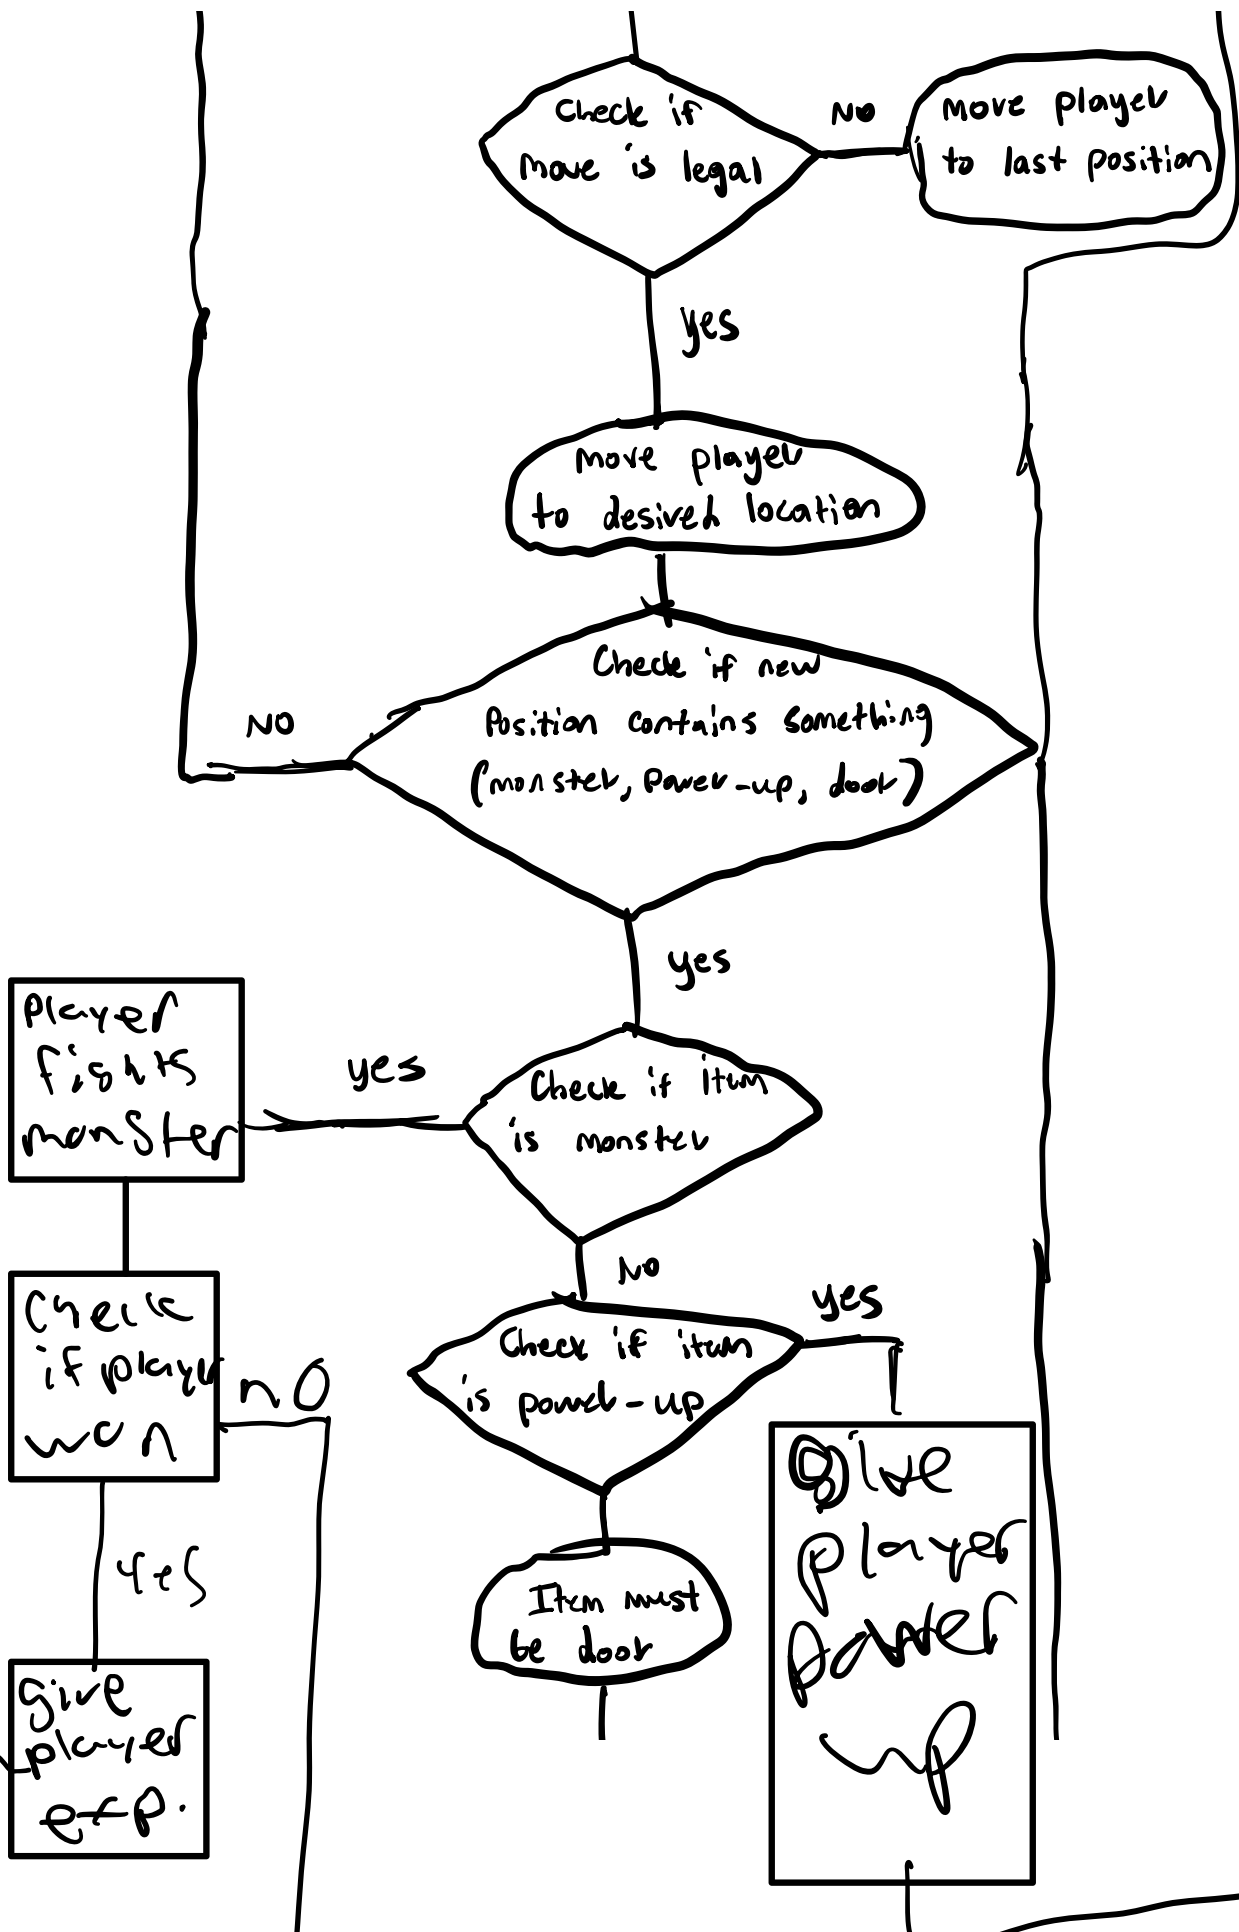 Check if
move is legal
NO
move player
to last position
yes
move player
to desired location
Check if new
Position contains something
(monster, power-up, door)
NO
yes
player
fights
monster
yes
Check if item
is monster
NO
Check
if player
won
no
Check if item
is power-up
yes
give
player
power
up
yes
Item must
be door
give
player
exp.